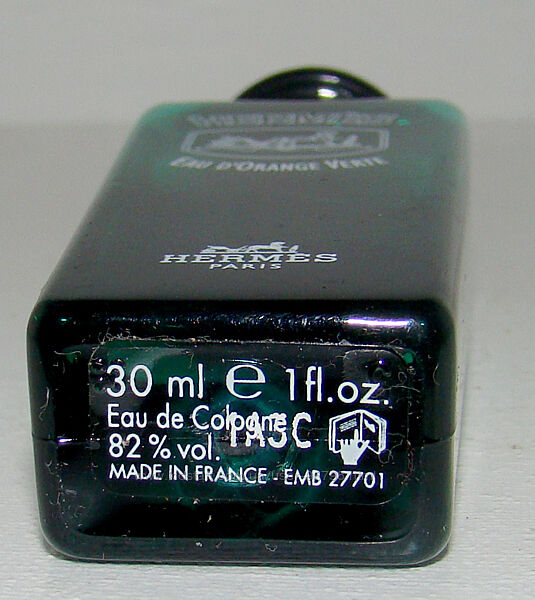 EAU D'ORANGE VERTE
HERMÈS
PARIS
30 ml e 1fl.oz.
Eau de Cologne
1A3C
82 % vol.
MADE IN FRANCE - EMB 27701